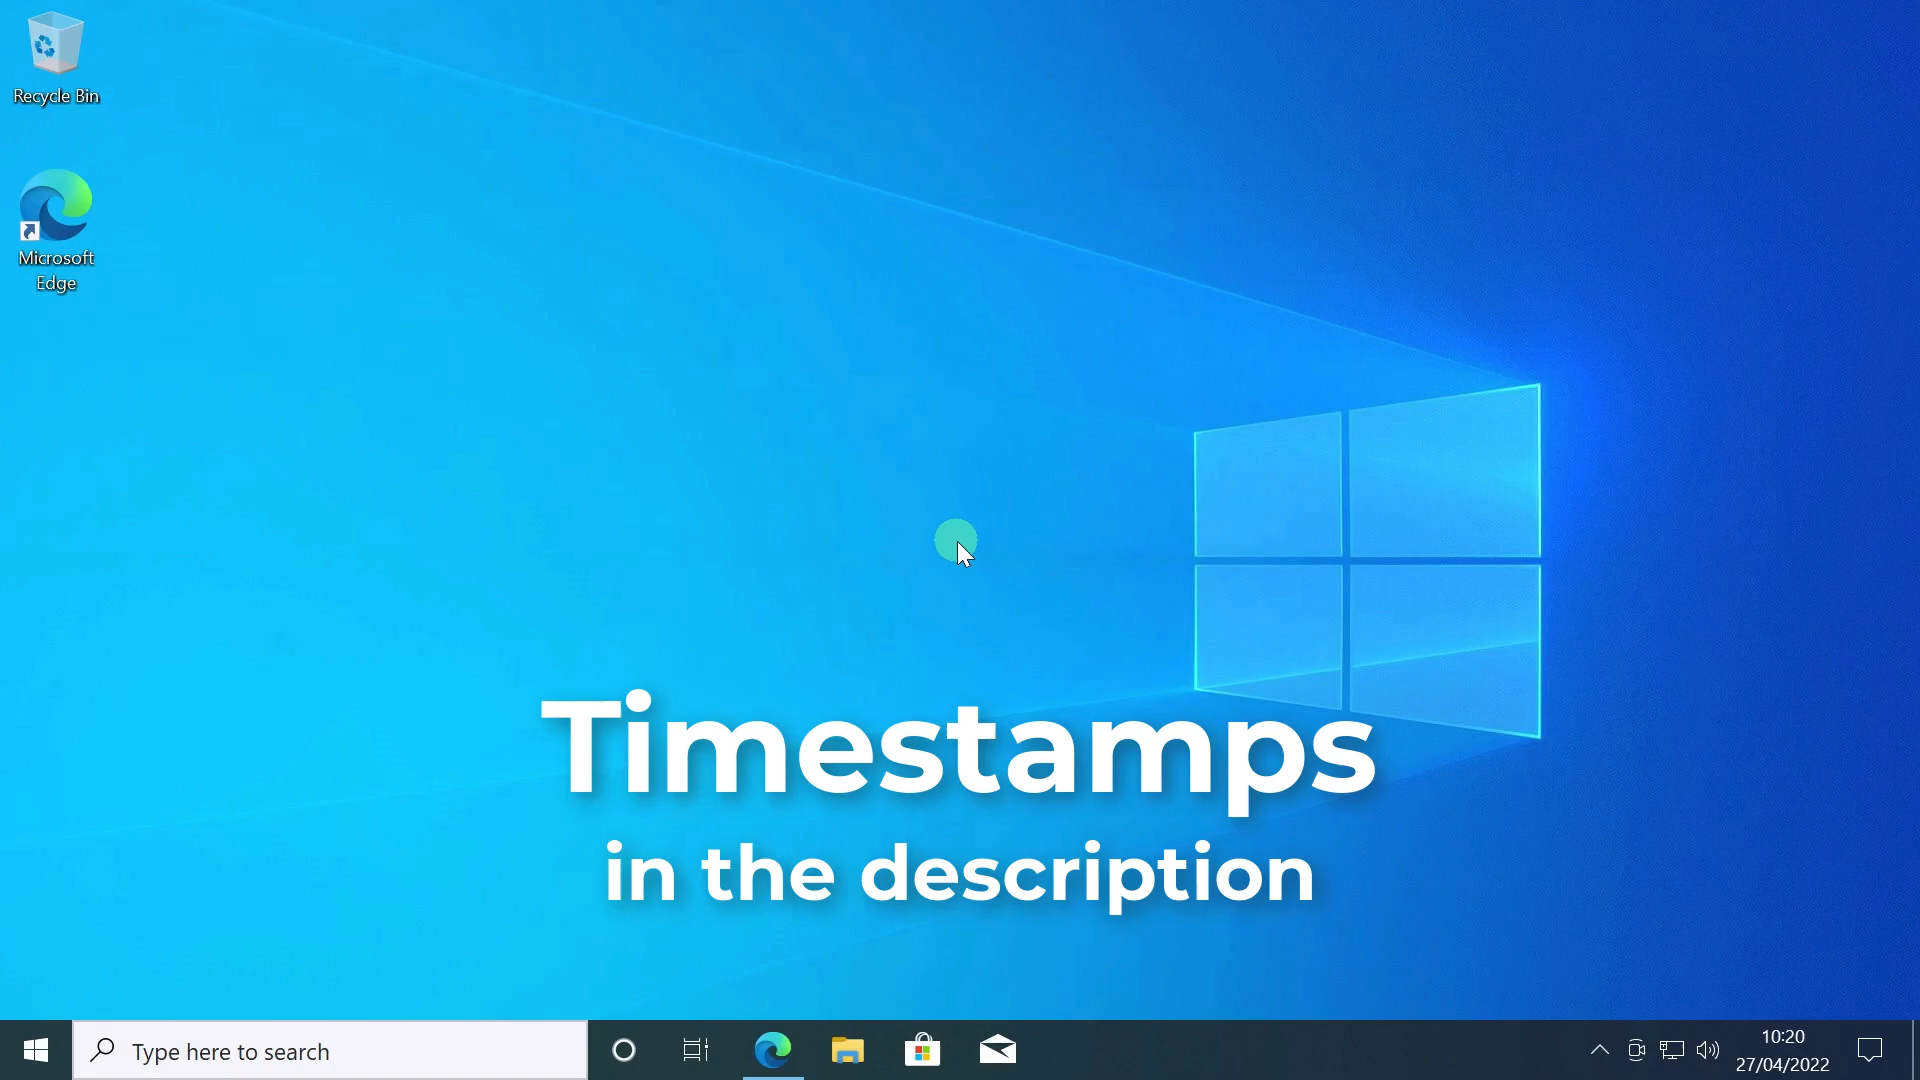 Recycle Bin
Microsoft
Edge
Timestamps
in the description
Type here to search
10:20
27/04/2022